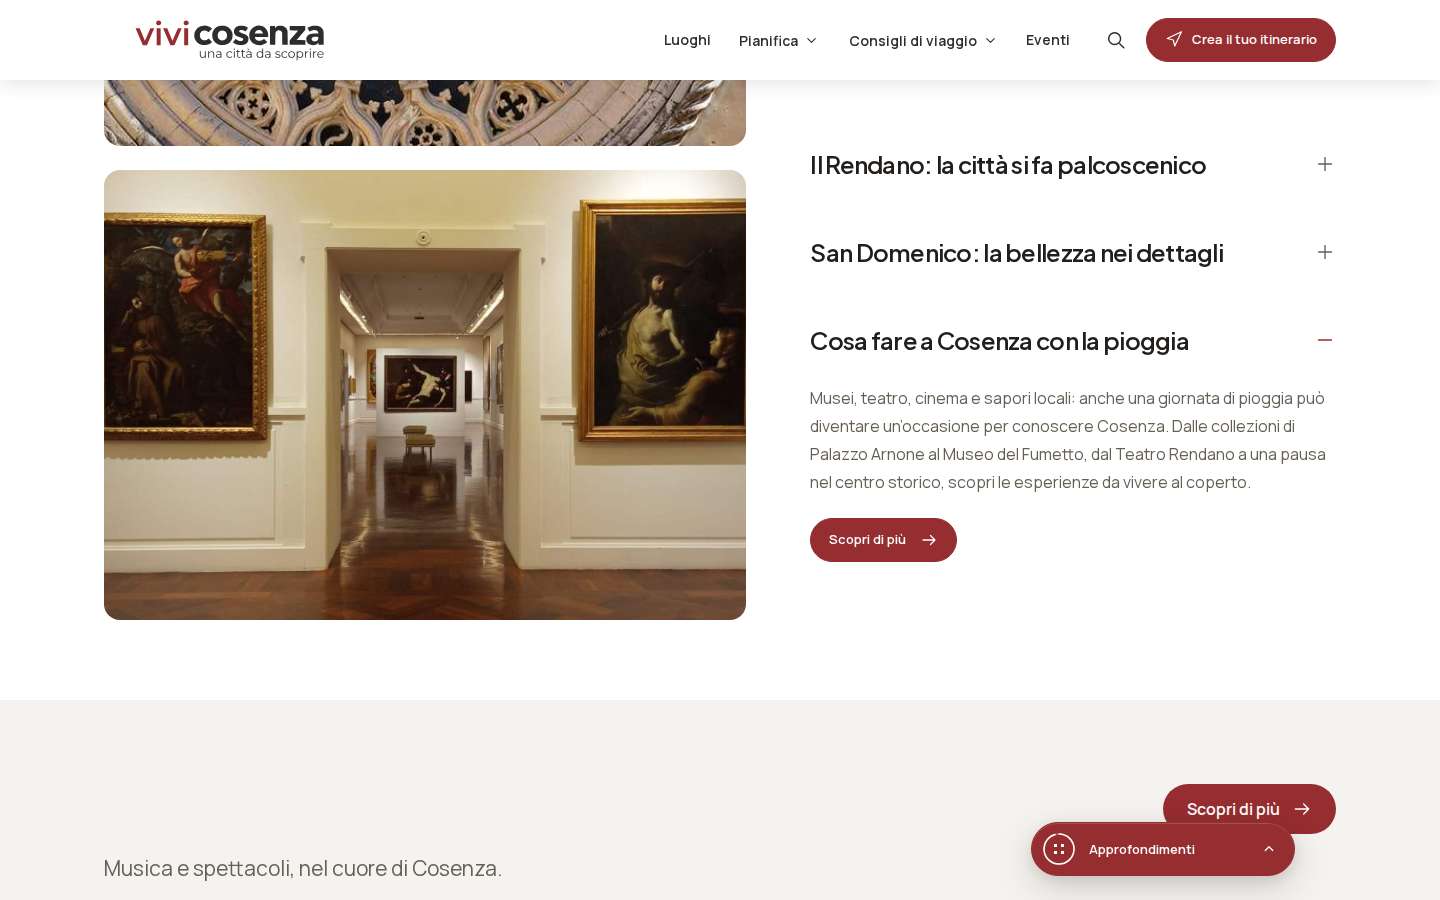 vivicosenza
una città da scoprire
Luoghi
Pianifica
Consigli di viaggio
Eventi
Crea il tuo itinerario
Il Rendano: la città si fa palcoscenico
San Domenico: la bellezza nei dettagli
Cosa fare a Cosenza con la pioggia
Musei, teatro, cinema e sapori locali: anche una giornata di pioggia può
diventare un'occasione per conoscere Cosenza. Dalle collezioni di
Palazzo Arnone al Museo del Fumetto, dal Teatro Rendano a una pausa
nel centro storico, scopri le esperienze da vivere al coperto.
Scopri di più
Scopri di più
Approfondimenti
Musica e spettacoli, nel cuore di Cosenza.